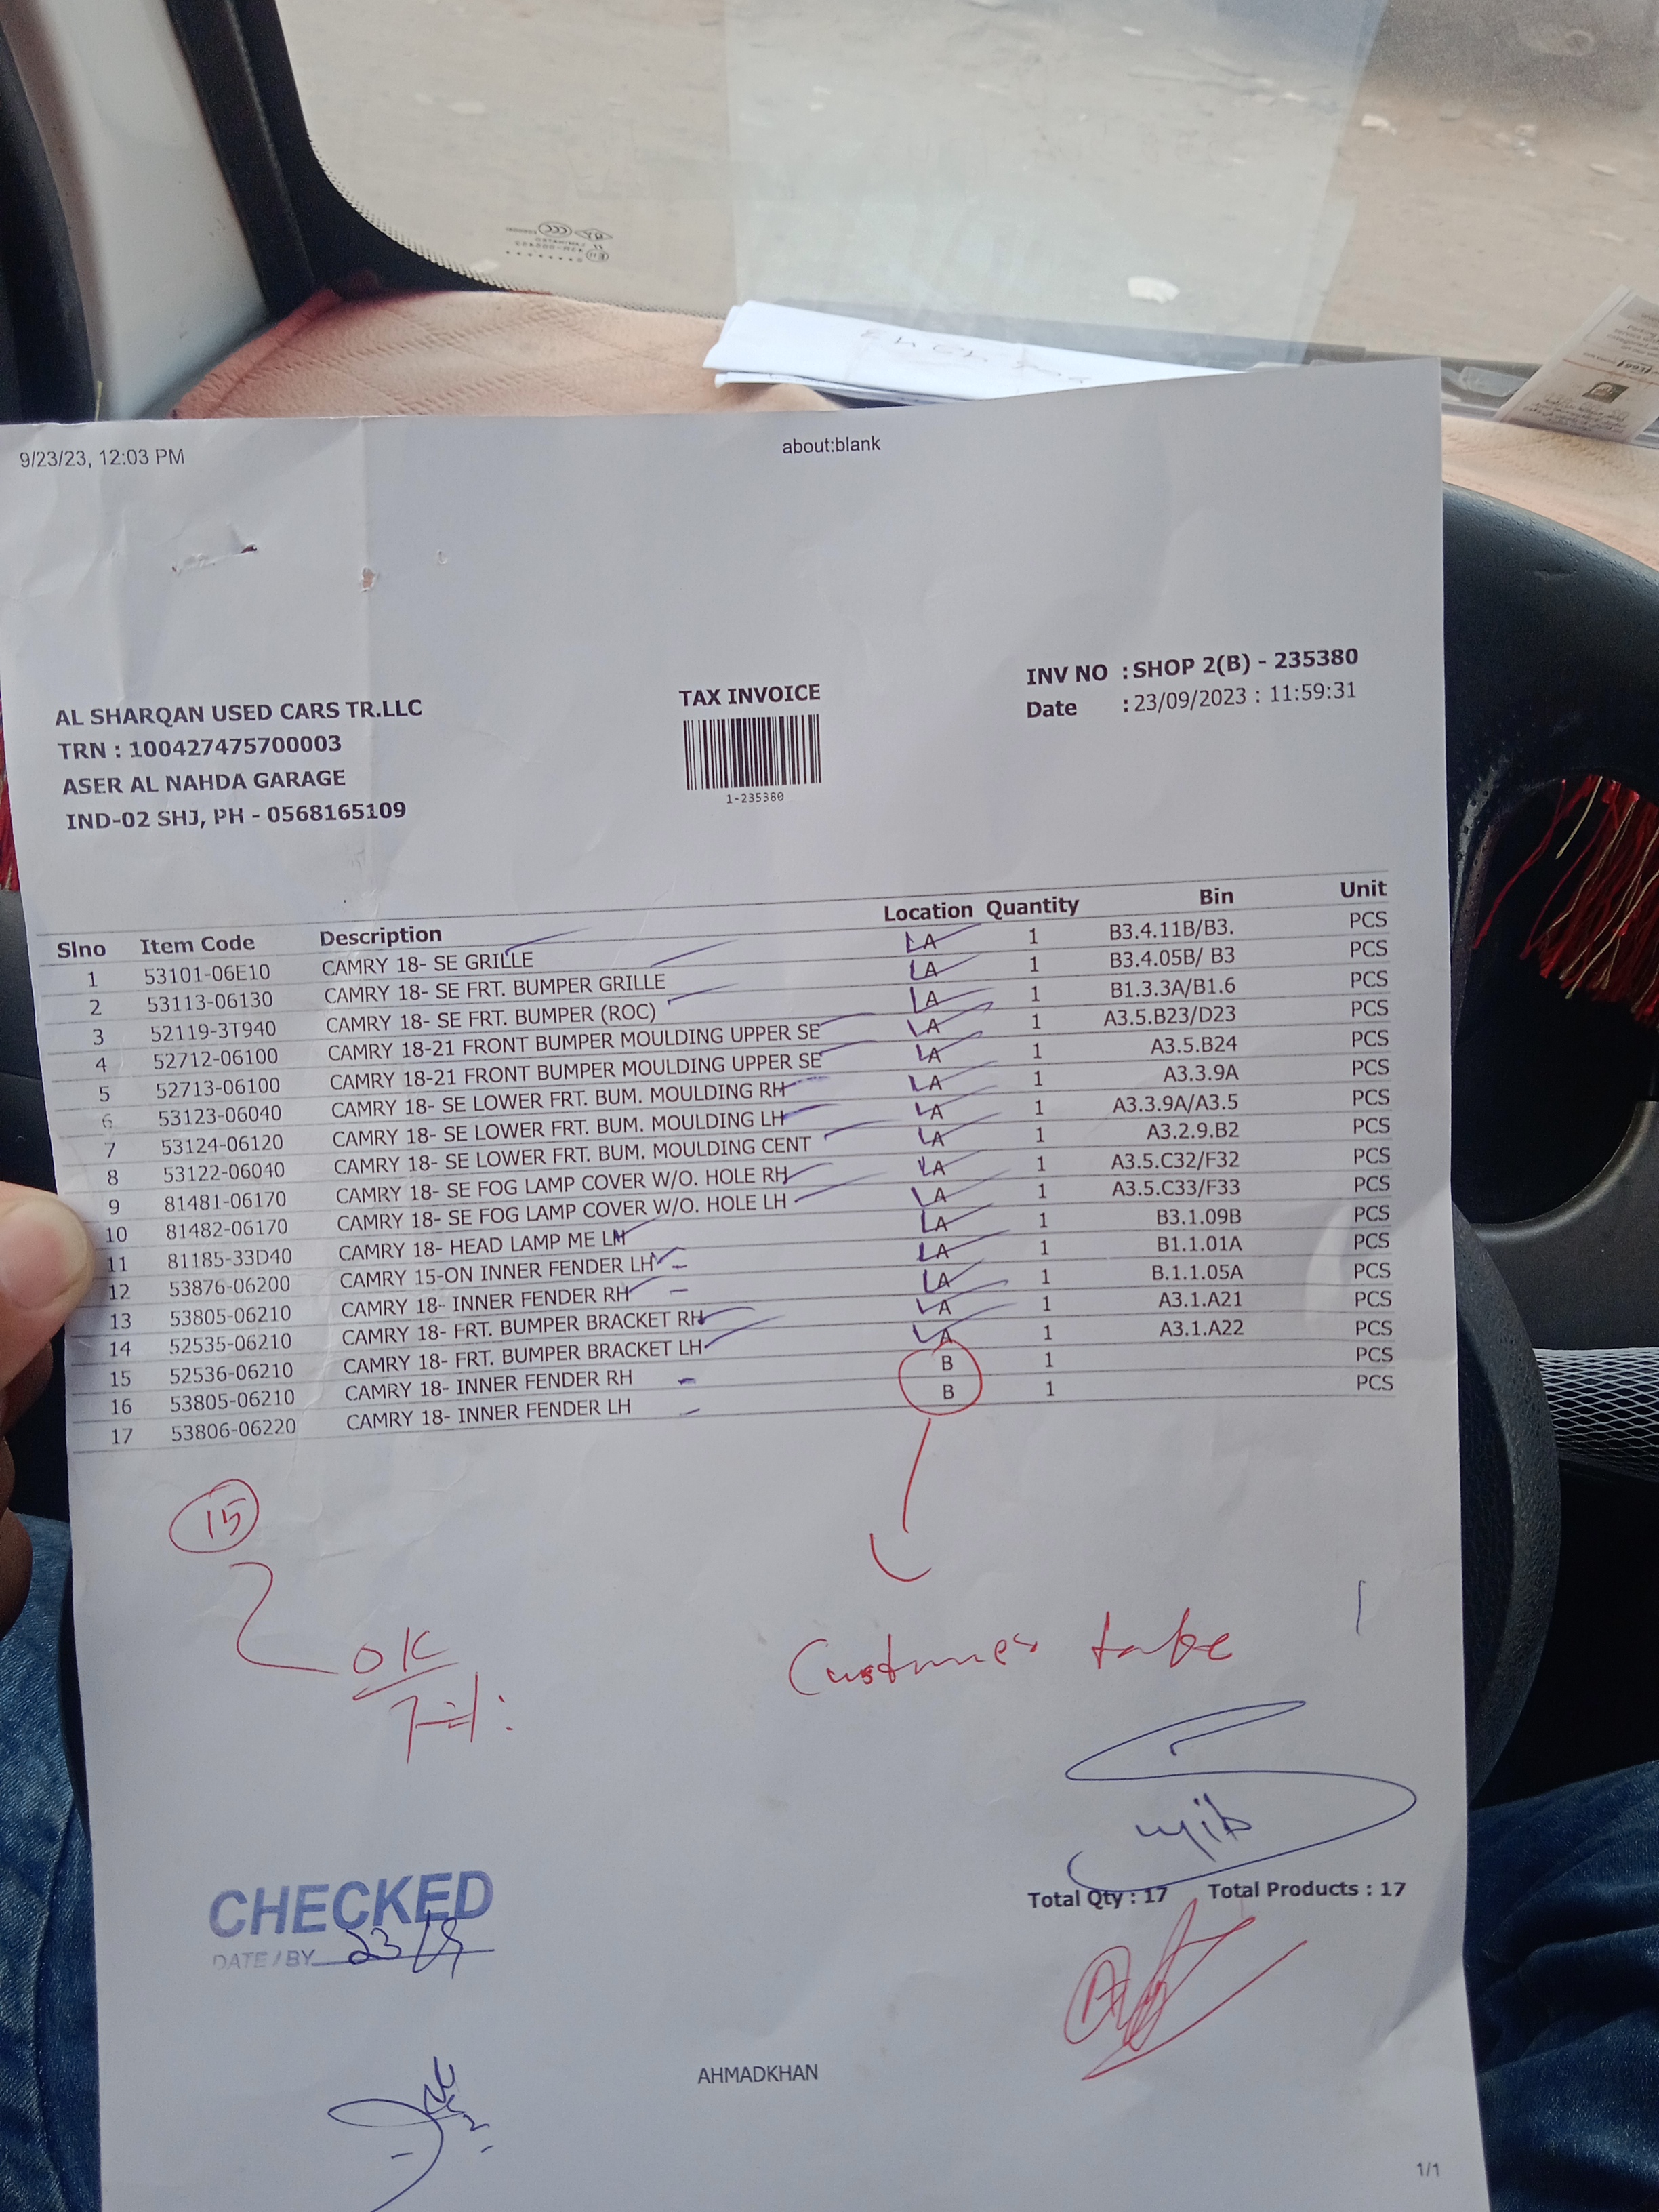 9/23/23, 12:03 PM
about:blank
AL SHARQAN USED CARS TR.LLC
TRN : 100427475700003
ASER AL NAHDA GARAGE
IND-02 SHJ, PH - 0568165109
TAX INVOICE
1-235380
INV NO : SHOP 2(B) - 235380
Date : 23/09/2023 : 11:59:31
Slno Item Code Description Location Quantity Bin Unit
1 53101-06E10 CAMRY 18- SE GRILLE A 1 B3.4.11B/B3. PCS
2 53113-06130 CAMRY 18- SE FRT. BUMPER GRILLE A 1 B3.4.05B/ B3 PCS
3 52119-3T940 CAMRY 18- SE FRT. BUMPER (ROC) A 1 B1.3.3A/B1.6 PCS
4 52712-06100 CAMRY 18-21 FRONT BUMPER MOULDING UPPER SE A 1 A3.5.B23/D23 PCS
5 52713-06100 CAMRY 18-21 FRONT BUMPER MOULDING UPPER SE A 1 A3.5.B24 PCS
6 53123-06040 CAMRY 18- SE LOWER FRT. BUM. MOULDING RH A 1 A3.3.9A PCS
7 53124-06120 CAMRY 18- SE LOWER FRT. BUM. MOULDING LH A 1 A3.3.9A/A3.5 PCS
8 53122-06040 CAMRY 18- SE LOWER FRT. BUM. MOULDING CENT A 1 A3.2.9.B2 PCS
9 81481-06170 CAMRY 18- SE FOG LAMP COVER W/O. HOLE RH A 1 A3.5.C32/F32 PCS
10 81482-06170 CAMRY 18- SE FOG LAMP COVER W/O. HOLE LH A 1 A3.5.C33/F33 PCS
11 81185-33D40 CAMRY 18- HEAD LAMP ME LH A 1 B3.1.09B PCS
12 53876-06200 CAMRY 15-ON INNER FENDER LH A 1 B1.1.01A PCS
13 53805-06210 CAMRY 18- INNER FENDER RH A 1 B.1.1.05A PCS
14 52535-06210 CAMRY 18- FRT. BUMPER BRACKET RH A 1 A3.1.A21 PCS
15 52536-06210 CAMRY 18- FRT. BUMPER BRACKET LH A 1 A3.1.A22 PCS
16 53805-06210 CAMRY 18- INNER FENDER RH B 1 PCS
17 53806-06220 CAMRY 18- INNER FENDER LH B 1 PCS
15
OK
Customer take
CHECKED
DATE / BY 23/9
Total Qty : 17 Total Products : 17
AHMADKHAN
1/1